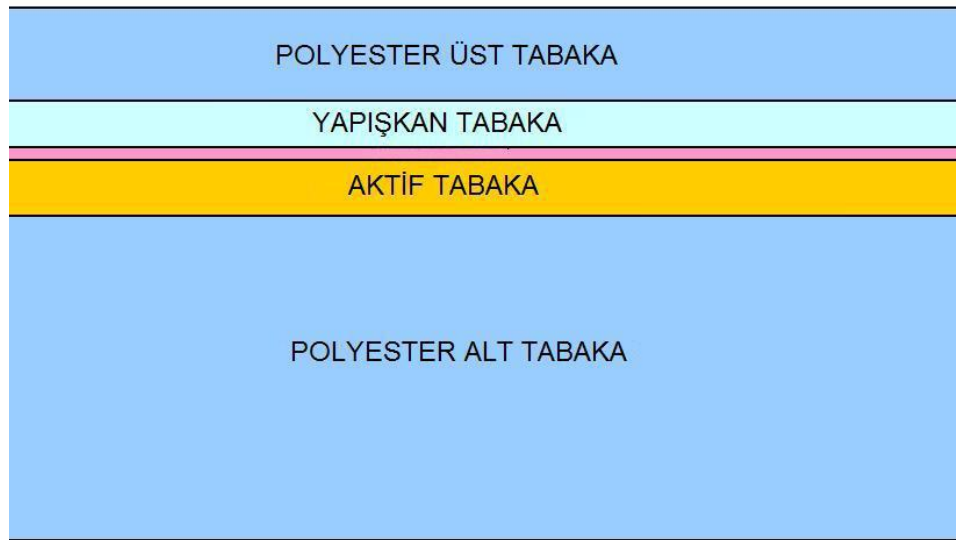 POLYESTER ÜST TABAKA
YAPIŞKAN TABAKA
AKTİF TABAKA
POLYESTER ALT TABAKA